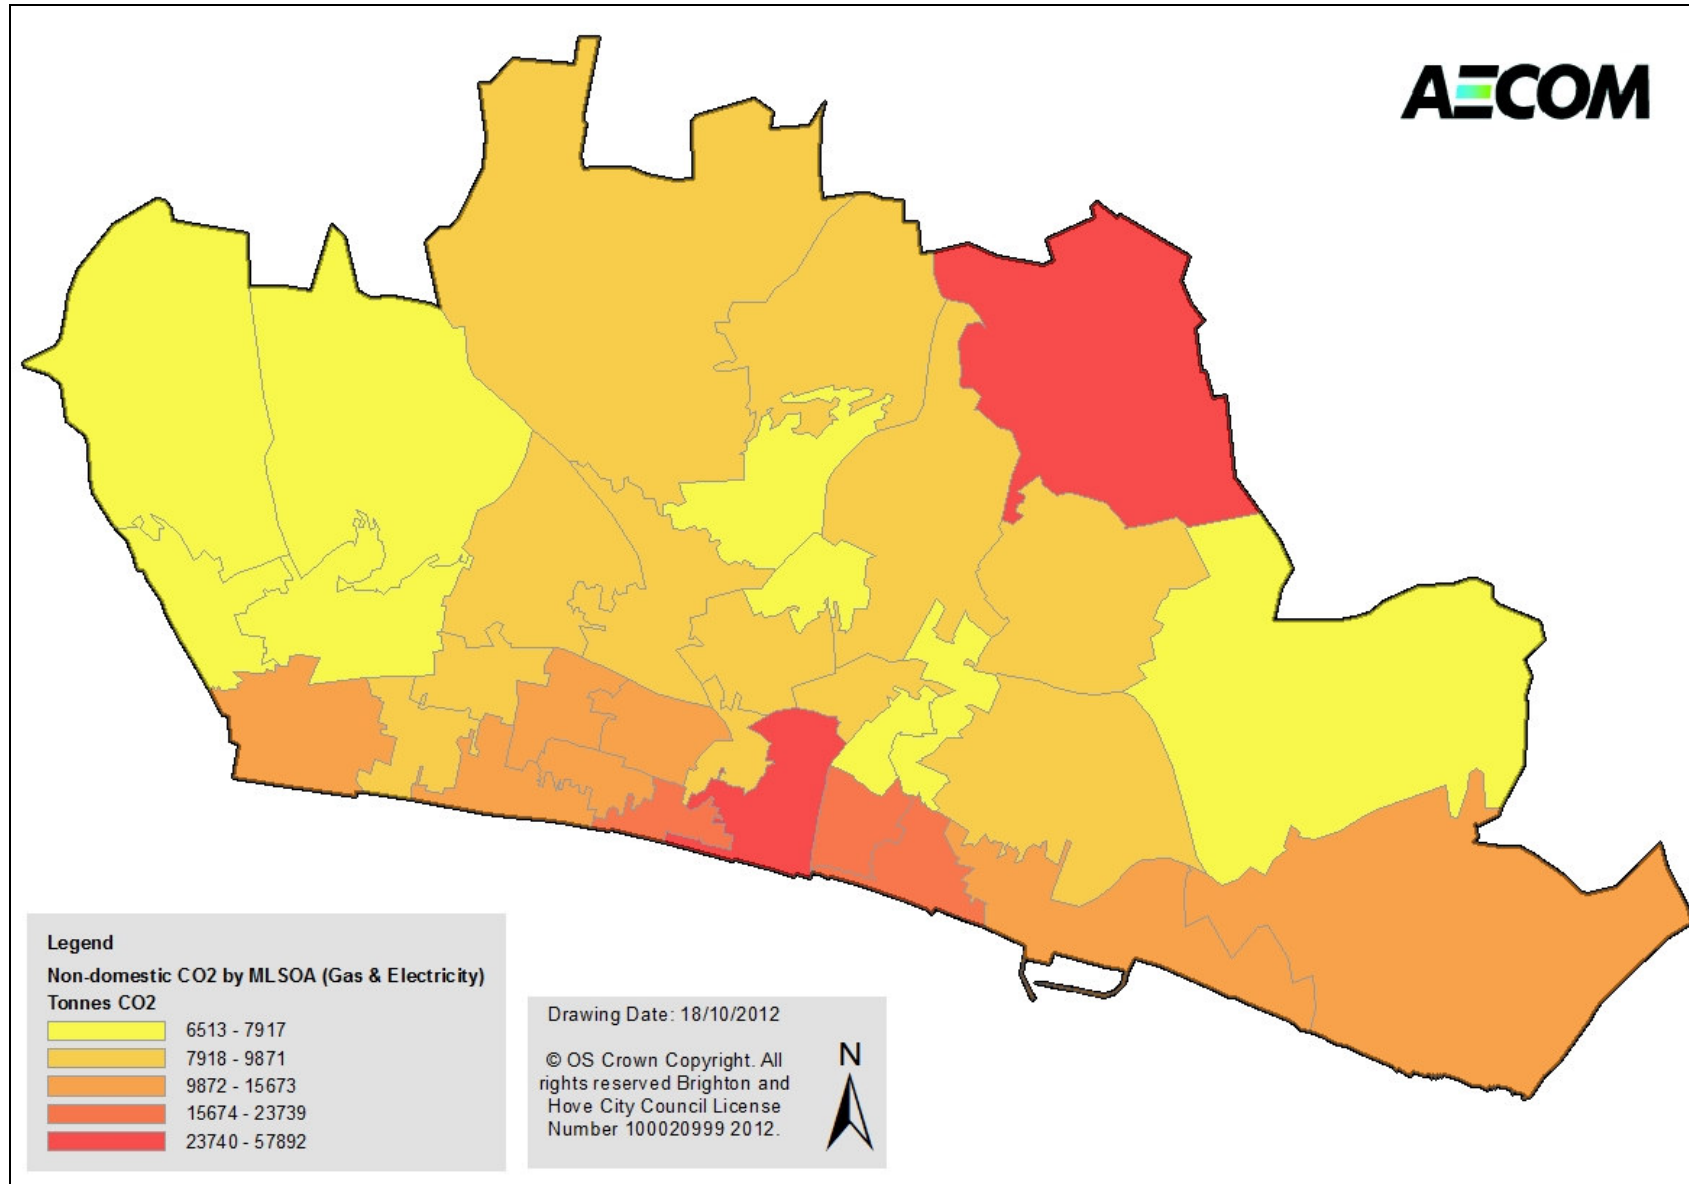 AECOM
Legend
Non-domestic CO2 by MLSOA (Gas & Electricity)
Tonnes CO2
6513 - 7917
7918 - 9871
9872 - 15673
15674 - 23739
23740 - 57892
Drawing Date: 18/10/2012
© OS Crown Copyright. All
rights reserved Brighton and
Hove City Council License
Number 100020999 2012.
N